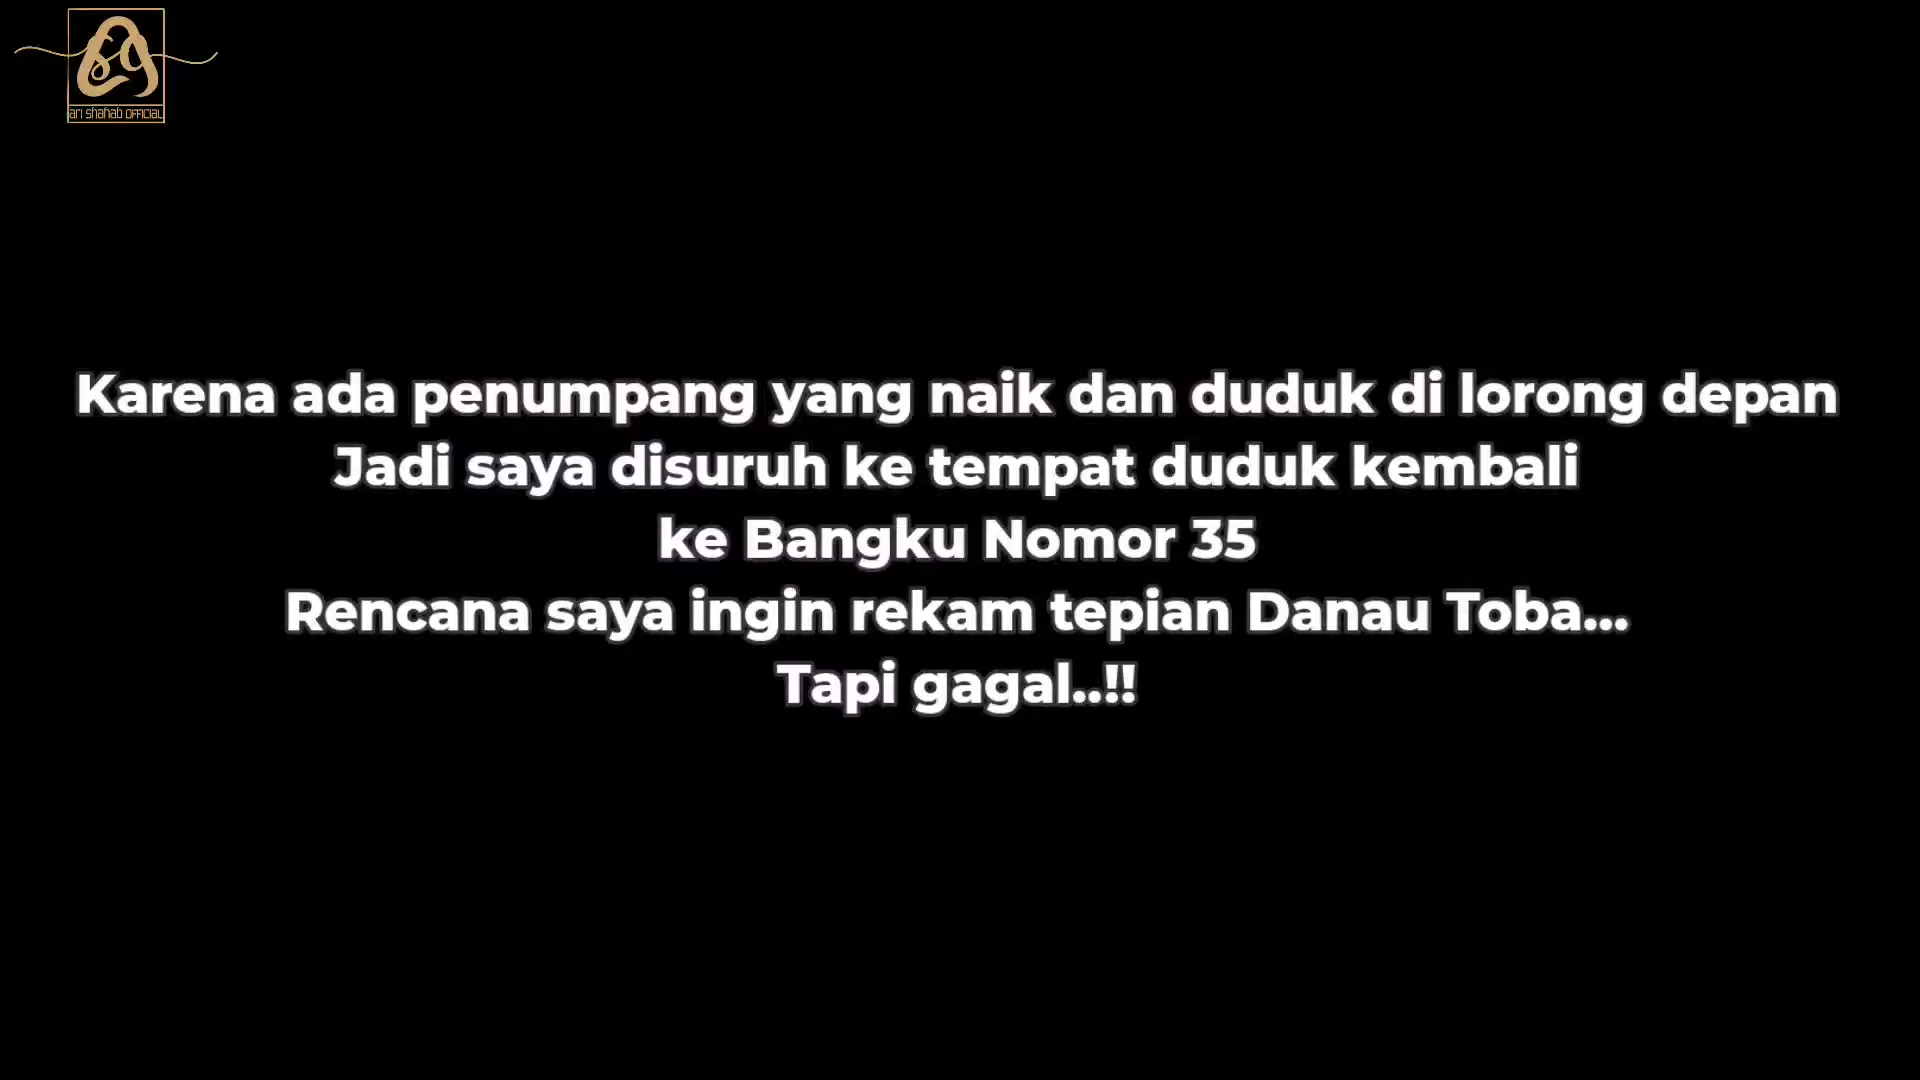 ari shahab OFFICIAL
Karena ada penumpang yang naik dan duduk di lorong depan
Jadi saya disuruh ke tempat duduk kembali
ke Bangku Nomor 35
Rencana saya ingin rekam tepian Danau Toba...
Tapi gagal..!!